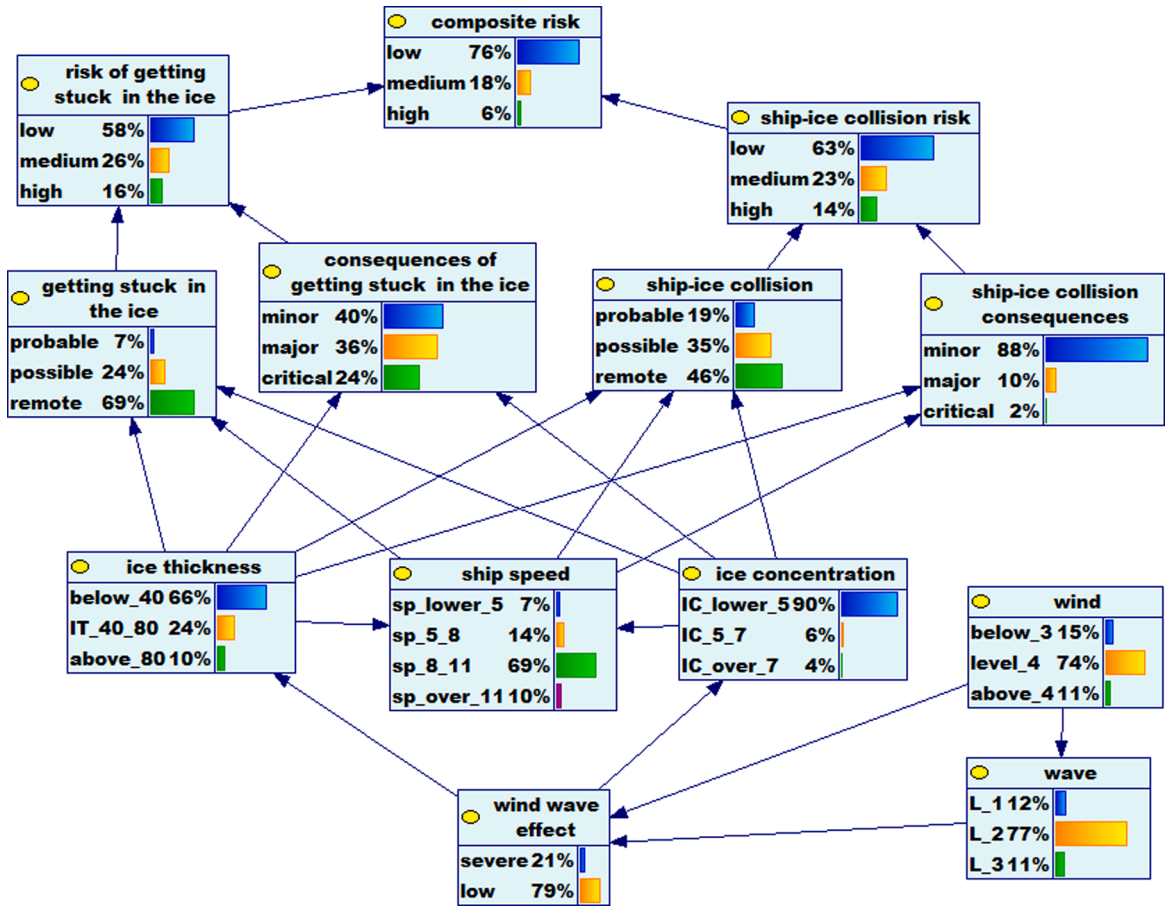 composite risk
low 76%
medium 18%
high 6%
risk of getting
stuck in the ice
low 58%
medium 26%
high 16%
ship-ice collision risk
low 63%
medium 23%
high 14%
getting stuck in
the ice
probable 7%
possible 24%
remote 69%
consequences of
getting stuck in the ice
minor 40%
major 36%
critical 24%
ship-ice collision
probable 19%
possible 35%
remote 46%
ship-ice collision
consequences
minor 88%
major 10%
critical 2%
ice thickness
below_40 66%
IT_40_80 24%
above_80 10%
ship speed
sp_lower_5 7%
sp_5_8 14%
sp_8_11 69%
sp_over_11 10%
ice concentration
IC_lower_5 90%
IC_5_7 6%
IC_over_7 4%
wind
below_3 15%
level_4 74%
above_4 11%
wave
L_1 12%
L_2 77%
L_3 11%
wind wave
effect
severe 21%
low 79%